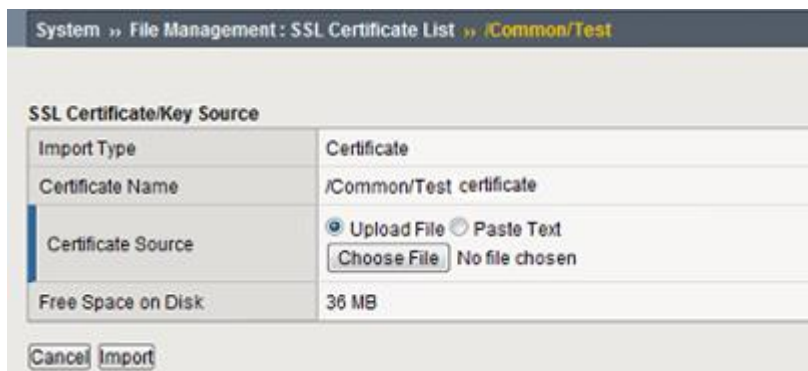 System » File Management : SSL Certificate List » /Common/Test
SSL Certificate/Key Source
Import Type Certificate
Certificate Name /Common/Test certificate
Certificate Source Upload File Paste Text
Choose File No file chosen
Free Space on Disk 36 MB
Cancel Import